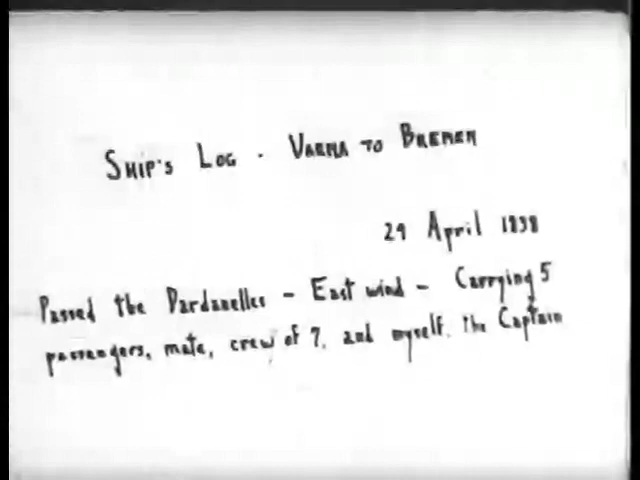 Ship's Log . Varna to Bremen
29 April 1838
Passed the Dardanelles – East wind – Carrying 5
passengers, mate, crew of 7, and myself, the Captain